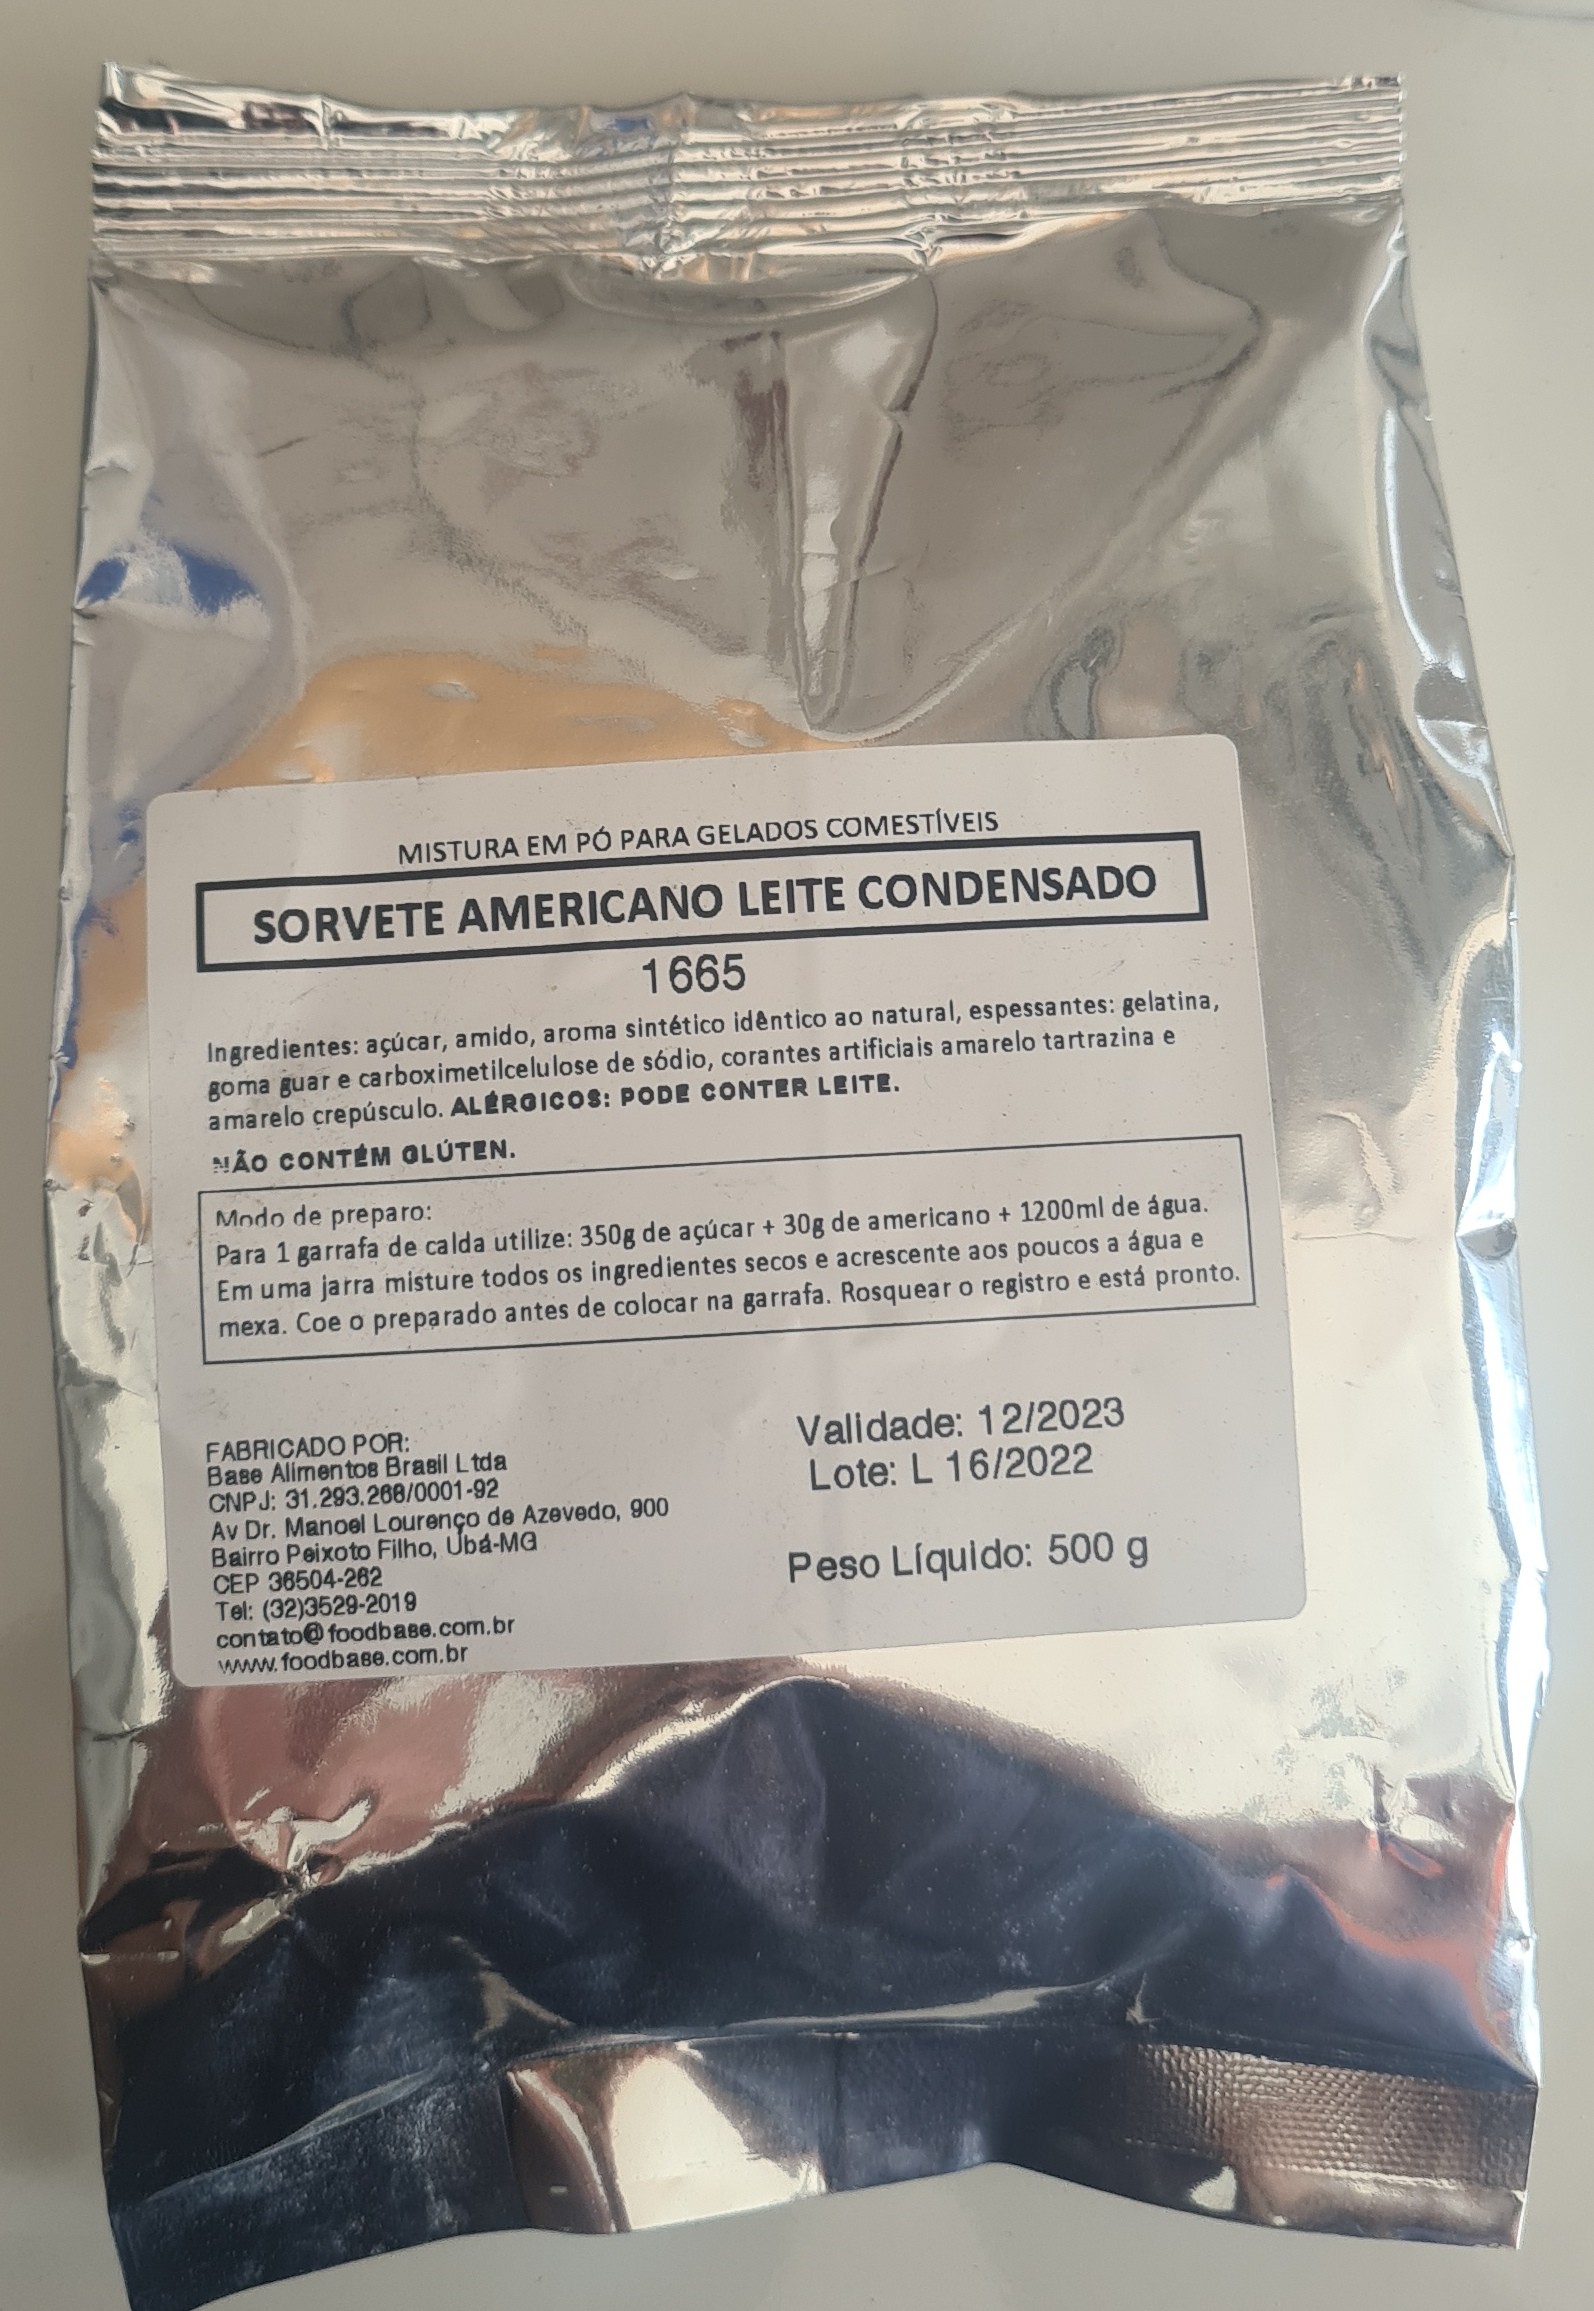 MISTURA EM PÓ PARA GELADOS COMESTÍVEIS
SORVETE AMERICANO LEITE CONDENSADO
1665
Ingredientes: açúcar, amido, aroma sintético idêntico ao natural, espessantes: gelatina,
goma guar e carboximetilcelulose de sódio, corantes artificiais amarelo tartrazina e
amarelo crepúsculo. ALÉRGICOS: PODE CONTER LEITE.
NÃO CONTÉM GLÚTEN.
Modo de preparo:
Para 1 garrafa de calda utilize: 350g de açúcar + 30g de americano + 1200ml de água.
Em uma jarra misture todos os ingredientes secos e acrescente aos poucos a água e
mexa. Coe o preparado antes de colocar na garrafa. Rosquear o registro e está pronto.
FABRICADO POR:
Base Alimentos Brasil Ltda
CNPJ: 31.293.268/0001-92
Av Dr. Manoel Lourenço de Azevedo, 900
Bairro Peixoto Filho, Ubá-MG
CEP 36504-262
Tel: (32)3529-2019
contato@foodbase.com.br
www.foodbase.com.br
Validade: 12/2023
Lote: L 16/2022
Peso Líquido: 500 g